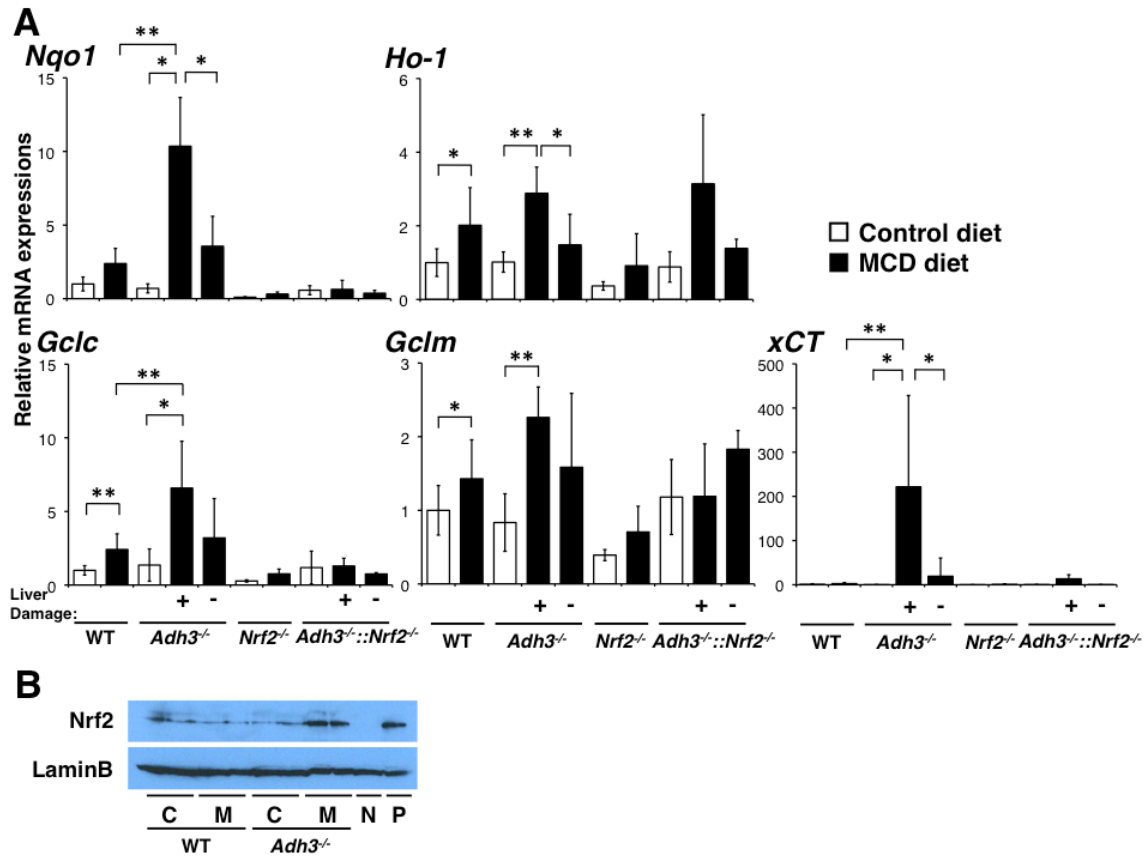 A
Nqo1
**
* *
Ho-1
Relative mRNA expressions
15
10
5
0
6
4
2
0
*
** *
Control diet
MCD diet
Gclc
15
10
5
0
**
**
*
Gclm
3
2
1
0
*
**
xCT
500
400
300
200
100
0
**
* *
Liver
Damage:
+ - + -
+ - + -
+ - + -
WT Adh3-/- Nrf2-/- Adh3-/-::Nrf2-/-
WT Adh3-/- Nrf2-/- Adh3-/-::Nrf2-/-
WT Adh3-/- Nrf2-/- Adh3-/-::Nrf2-/-
B
Nrf2
LaminB
C M C M N P
WT Adh3-/-